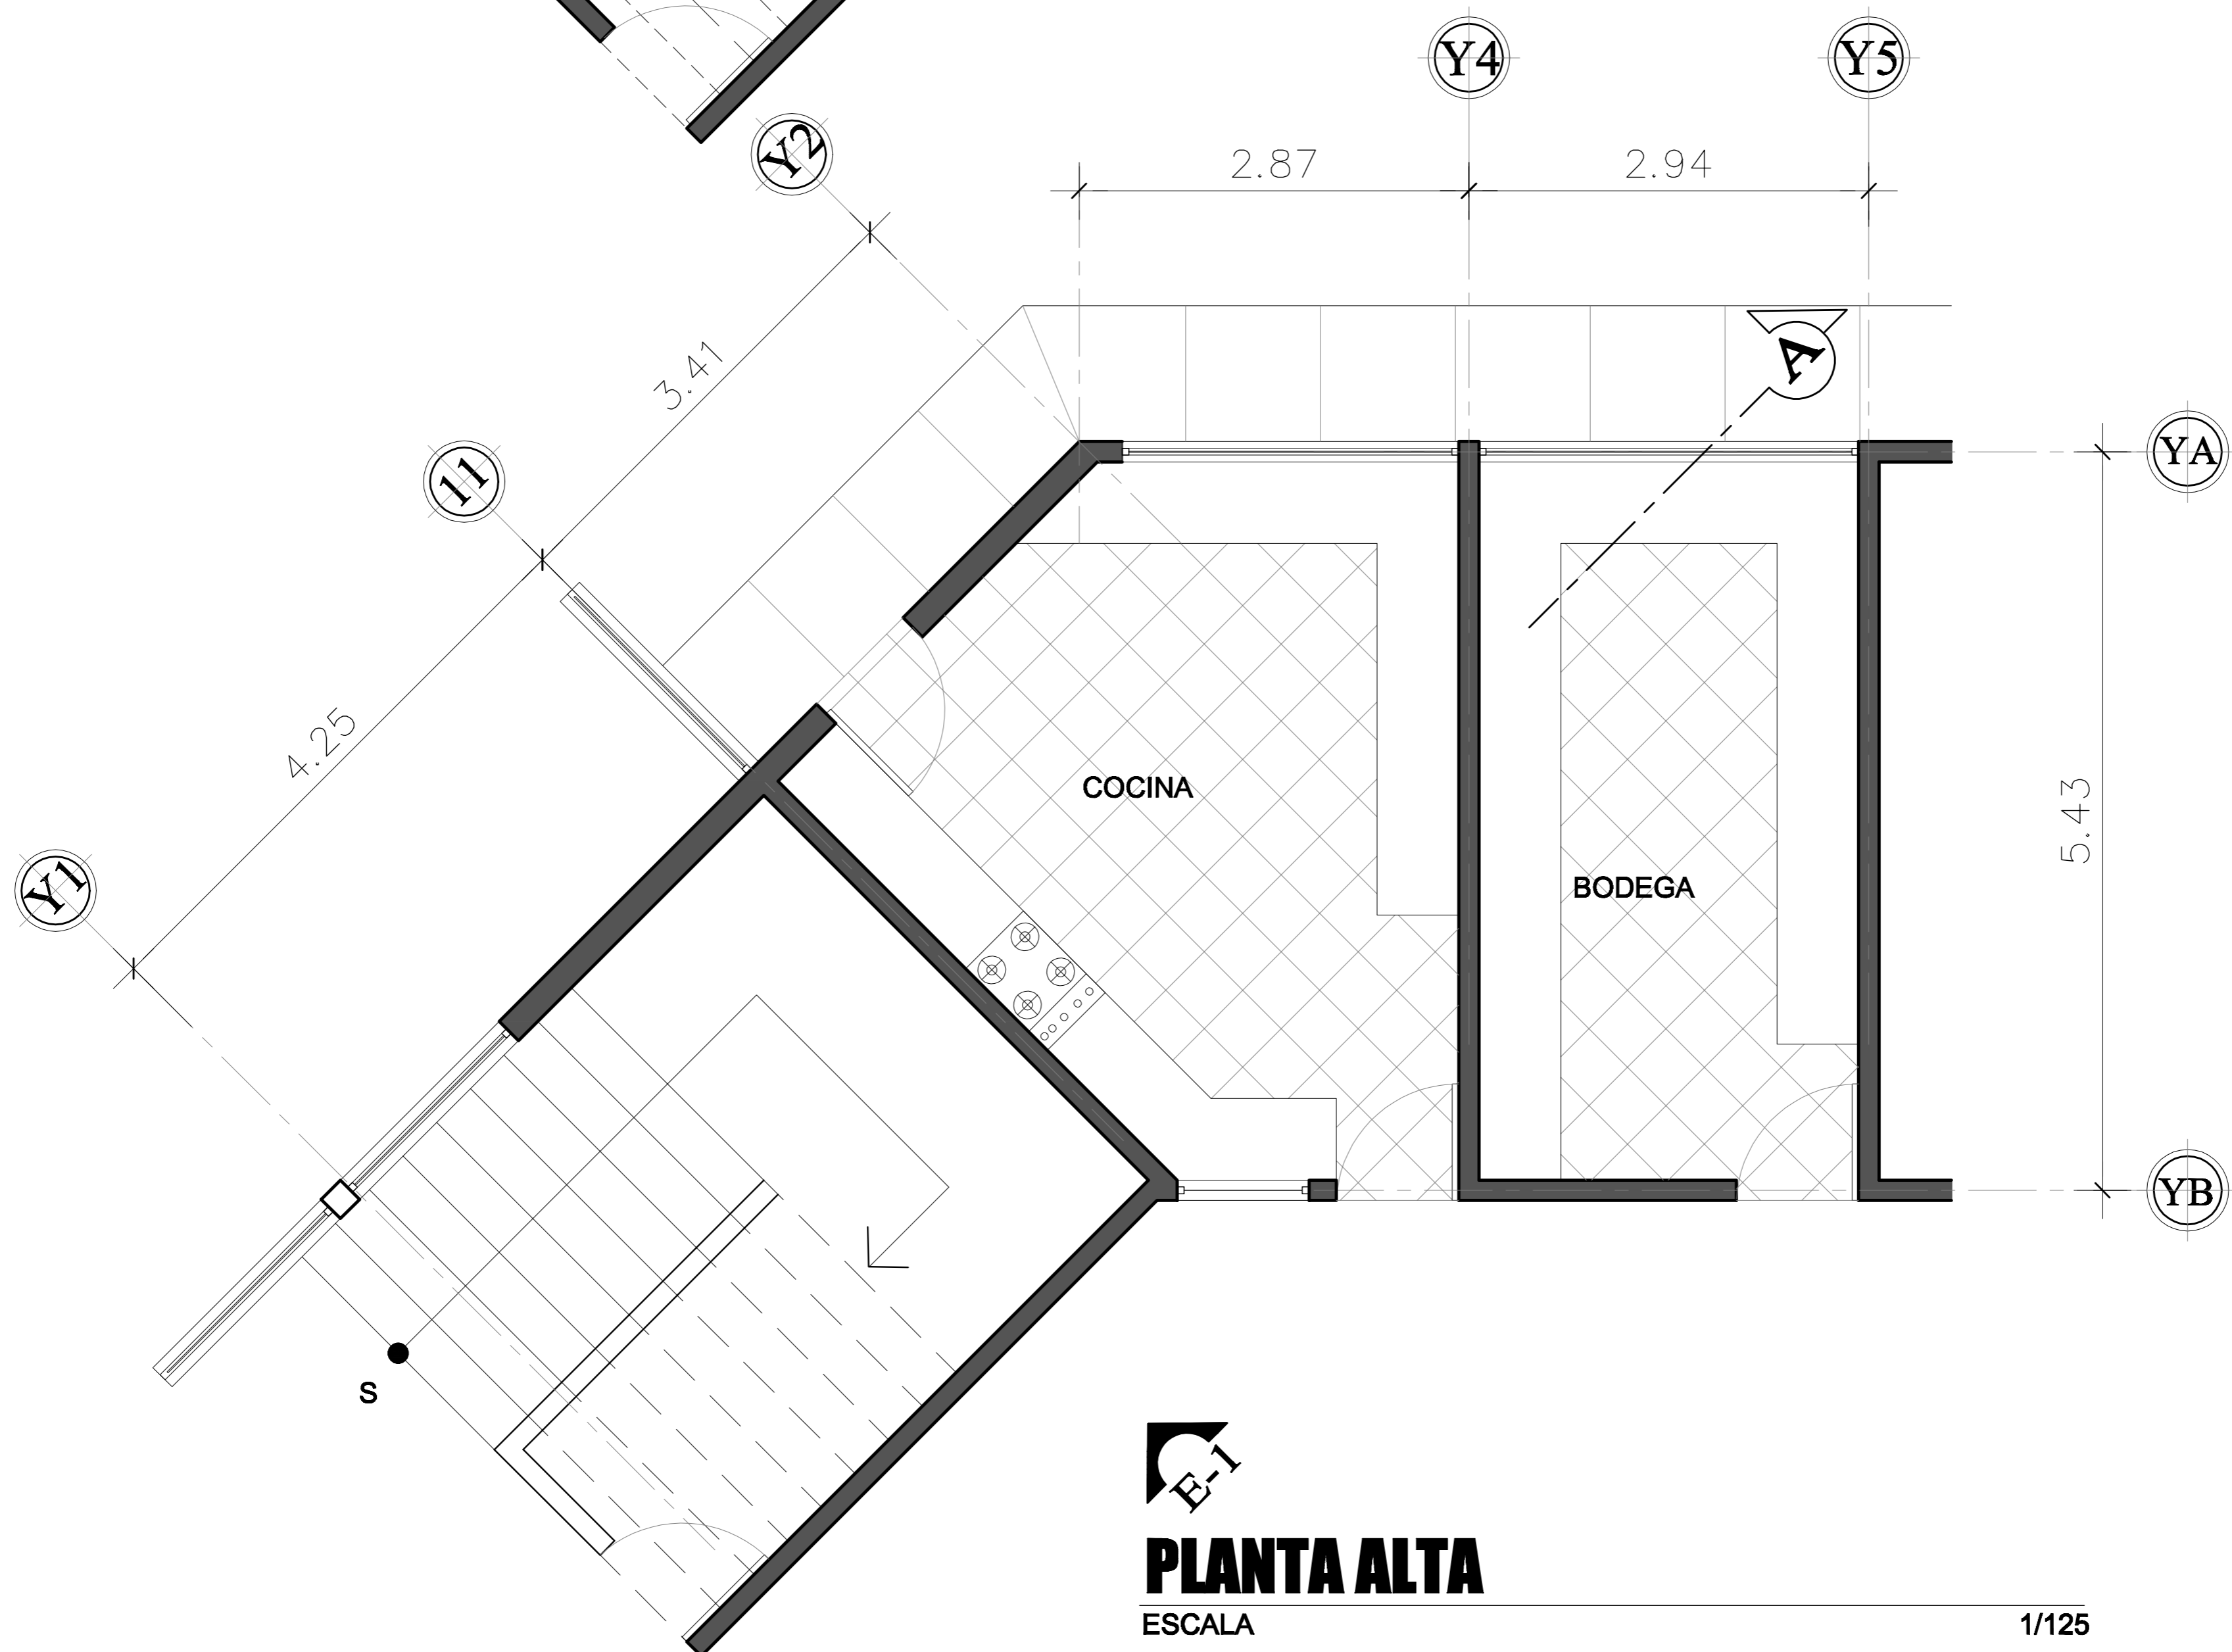 Y4
Y5
Y2
2.87
2.94
3.41
A
11
YA
4.25
COCINA
5.43
Y1
BODEGA
YB
S
E-1
PLANTA ALTA
ESCALA 1/125